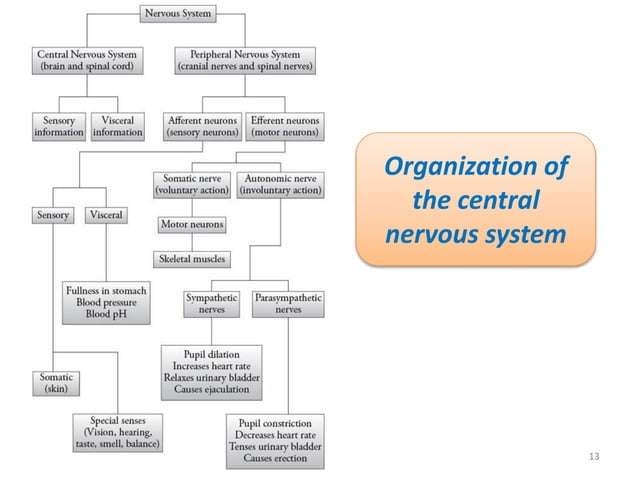 Nervous System
Central Nervous System
(brain and spinal cord)
Peripheral Nervous System
(cranial nerves and spinal nerves)
Sensory
information
Visceral
information
Afferent neurons
(sensory neurons)
Efferent neurons
(motor neurons)
Somatic nerve
(voluntary action)
Autonomic nerve
(involuntary action)
Sensory
Visceral
Motor neurons
Skeletal muscles
Fullness in stomach
Blood pressure
Blood pH
Sympathetic
nerves
Parasympathetic
nerves
Pupil dilation
Increases heart rate
Relaxes urinary bladder
Causes ejaculation
Somatic
(skin)
Special senses
(Vision, hearing,
taste, smell, balance)
Pupil constriction
Decreases heart rate
Tenses urinary bladder
Causes erection
Organization of
the central
nervous system
13